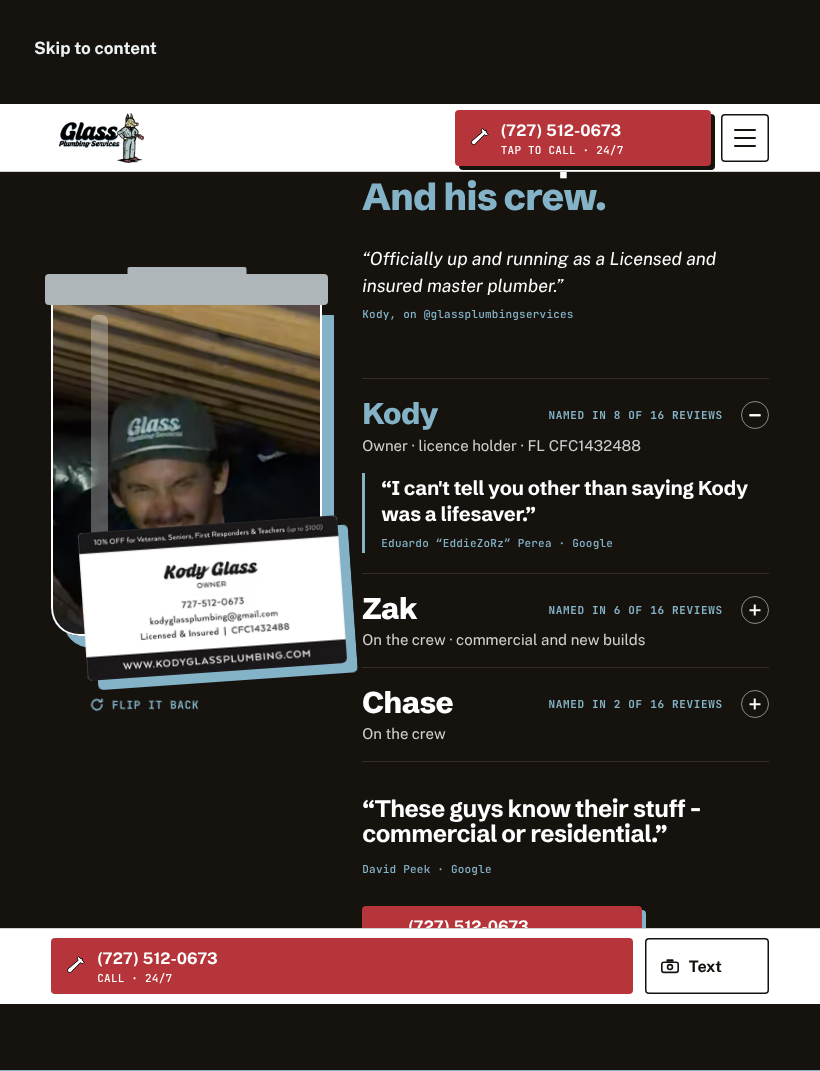 Skip to content
Glass
Plumbing Services
(727) 512-0673
TAP TO CALL · 24/7
And his crew.
“Officially up and running as a Licensed and
insured master plumber.”
Kody, on @glassplumbingservices
Glass
Plumbing Services
10% OFF for Veterans, Seniors, First Responders & Teachers (up to $100)
Kody Glass
OWNER
727-512-0673
kodyglassplumbing@gmail.com
Licensed & Insured | CFC1432488
WWW.KODYGLASSPLUMBING.COM
FLIP IT BACK
Kody
NAMED IN 8 OF 16 REVIEWS
Owner · licence holder · FL CFC1432488
“I can't tell you other than saying Kody
was a lifesaver.”
Eduardo “EddieZoRz” Perea · Google
Zak
NAMED IN 6 OF 16 REVIEWS
On the crew · commercial and new builds
Chase
NAMED IN 2 OF 16 REVIEWS
On the crew
“These guys know their stuff -
commercial or residential.”
David Peek · Google
(727) 512-0673
(727) 512-0673
CALL · 24/7
Text